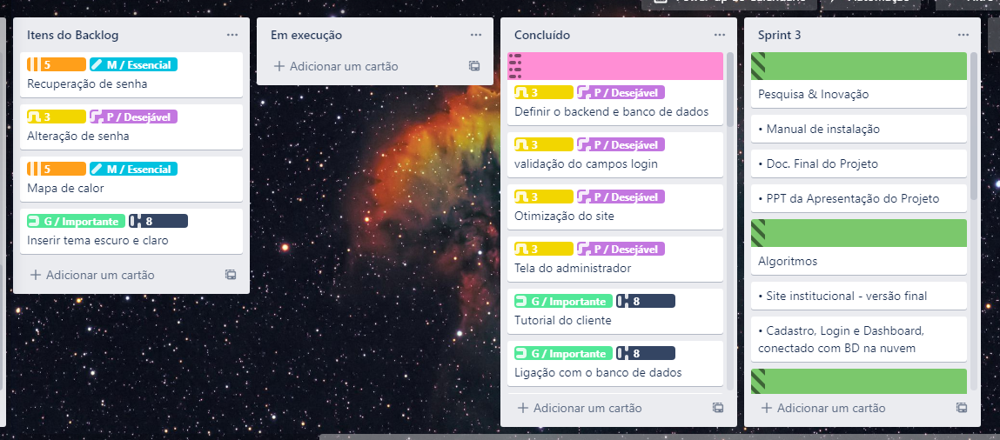 Itens do Backlog
5 M / Essencial
Recuperação de senha
3 P / Desejável
Alteração de senha
5 M / Essencial
Mapa de calor
G / Importante 8
Inserir tema escuro e claro
Adicionar um cartão
Em execução
Adicionar um cartão
Concluído
3 P / Desejável
Definir o backend e banco de dados
3 P / Desejável
validação do campos login
3 P / Desejável
Otimização do site
3 P / Desejável
Tela do administrador
G / Importante 8
Tutorial do cliente
G / Importante 8
Ligação com o banco de dados
Adicionar um cartão
Sprint 3
Pesquisa & Inovação
• Manual de instalação
• Doc. Final do Projeto
• PPT da Apresentação do Projeto
Algoritmos
• Site institucional - versão final
• Cadastro, Login e Dashboard,
conectado com BD na nuvem
Adicionar um cartão